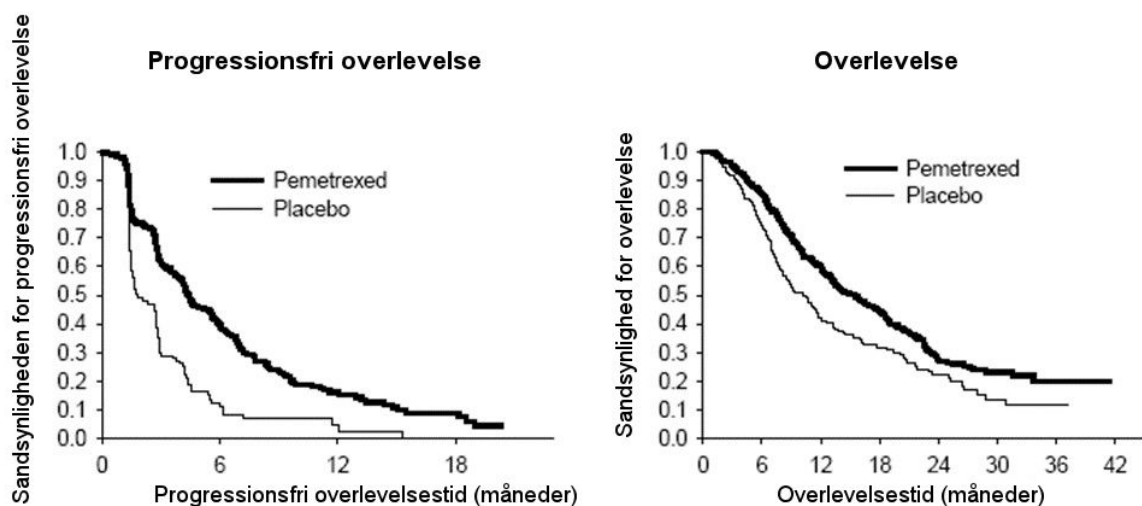 Progressionsfri overlevelse
Sandsynligheden for progressionsfri overlevelse
1.0
0.9
0.8
0.7
0.6
0.5
0.4
0.3
0.2
0.1
0.0
Pemetrexed
Placebo
0 6 12 18
Progressionsfri overlevelsestid (måneder)
Overlevelse
Sandsynlighed for overlevelse
1.0
0.9
0.8
0.7
0.6
0.5
0.4
0.3
0.2
0.1
0.0
Pemetrexed
Placebo
0 6 12 18 24 30 36 42
Overlevelsestid (måneder)